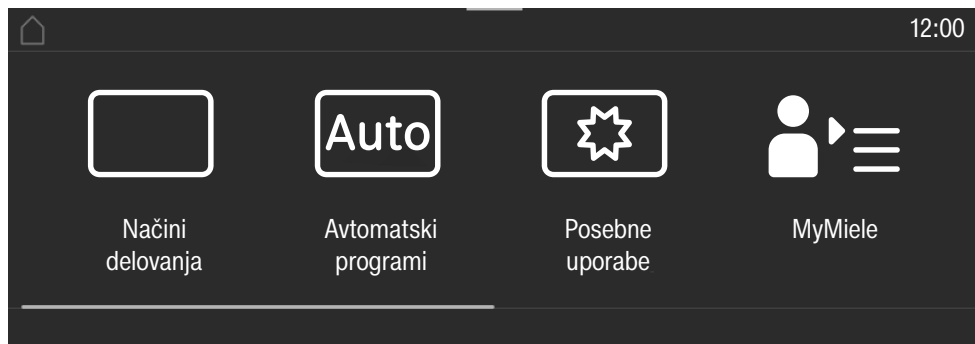 12:00
Auto
Načini
delovanja
Avtomatski
programi
Posebne
uporabe
MyMiele